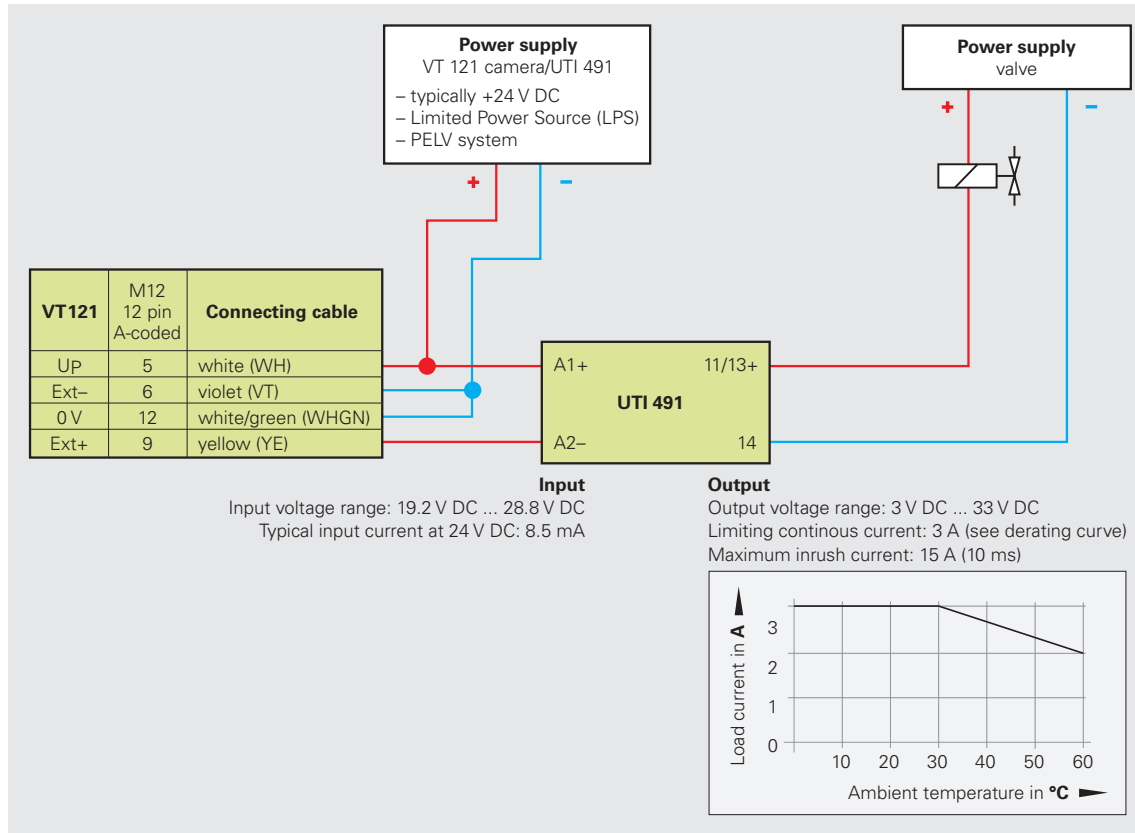 Power supply
VT 121 camera/UTI 491
– typically +24 V DC
– Limited Power Source (LPS)
– PELV system
+
–
Power supply
valve
+
–
VT121
M12
12 pin
A-coded
Connecting cable
UP 5 white (WH)
Ext– 6 violet (VT)
0 V 12 white/green (WHGN)
Ext+ 9 yellow (YE)
A1+ 11/13+
UTI 491
A2– 14
Input
Input voltage range: 19.2 V DC ... 28.8 V DC
Typical input current at 24 V DC: 8.5 mA
Output
Output voltage range: 3 V DC ... 33 V DC
Limiting continous current: 3 A (see derating curve)
Maximum inrush current: 15 A (10 ms)
Load current in A
3
2
1
0
10 20 30 40 50 60
Ambient temperature in °C